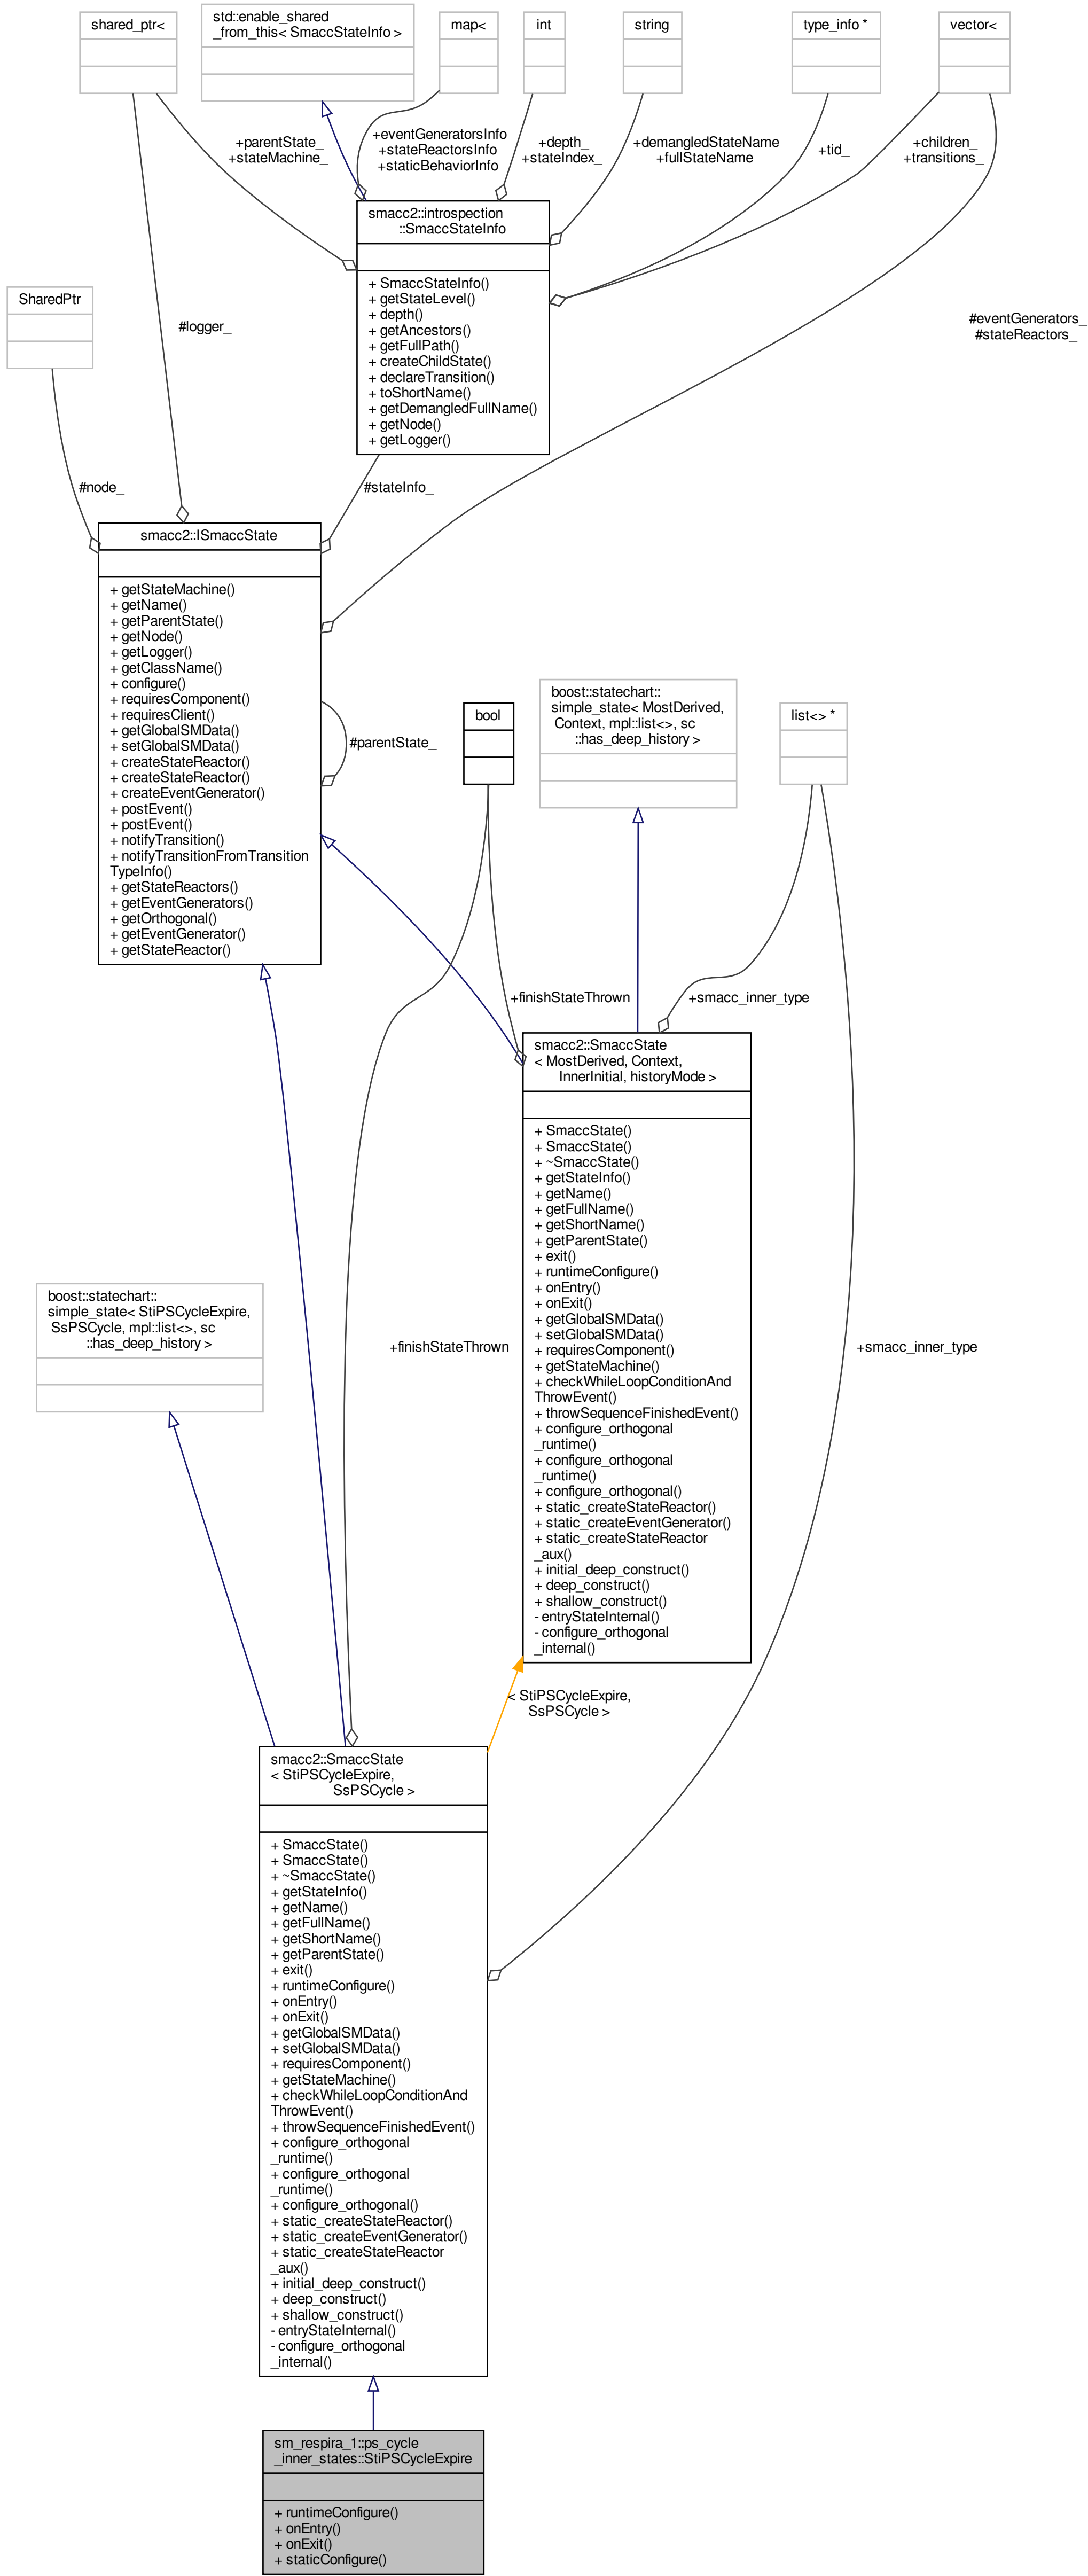 shared_ptr<
std::enable_shared
_from_this< SmaccStateInfo >
map<
int
string
type_info *
vector<
+parentState_
+stateMachine_
+eventGeneratorsInfo
+stateReactorsInfo
+staticBehaviorInfo
+depth_
+stateIndex_
+demangledStateName
+fullStateName
+tid_
+children_
+transitions_
smacc2::introspection
::SmaccStateInfo
+ SmaccStateInfo()
+ getStateLevel()
+ depth()
+ getAncestors()
+ getFullPath()
+ createChildState()
+ declareTransition()
+ toShortName()
+ getDemangledFullName()
+ getNode()
+ getLogger()
SharedPtr
#logger_
#eventGenerators_
#stateReactors_
#node_
#stateInfo_
smacc2::ISmaccState
+ getStateMachine()
+ getName()
+ getParentState()
+ getNode()
+ getLogger()
+ getClassName()
+ configure()
+ requiresComponent()
+ requiresClient()
+ getGlobalSMData()
+ setGlobalSMData()
+ createStateReactor()
+ createStateReactor()
+ createEventGenerator()
+ postEvent()
+ postEvent()
+ notifyTransition()
+ notifyTransitionFromTransition
TypeInfo()
+ getStateReactors()
+ getEventGenerators()
+ getOrthogonal()
+ getEventGenerator()
+ getStateReactor()
#parentState_
bool
boost::statechart::
simple_state< MostDerived,
Context, mpl::list<>, sc
::has_deep_history >
list<> *
+finishStateThrown
+smacc_inner_type
smacc2::SmaccState
< MostDerived, Context,
InnerInitial, historyMode >
+ SmaccState()
+ SmaccState()
+ ~SmaccState()
+ getStateInfo()
+ getName()
+ getFullName()
+ getShortName()
+ getParentState()
+ exit()
+ runtimeConfigure()
+ onEntry()
+ onExit()
+ getGlobalSMData()
+ setGlobalSMData()
+ requiresComponent()
+ getStateMachine()
+ checkWhileLoopConditionAnd
ThrowEvent()
+ throwSequenceFinishedEvent()
+ configure_orthogonal
_runtime()
+ configure_orthogonal
_runtime()
+ configure_orthogonal()
+ static_createStateReactor()
+ static_createEventGenerator()
+ static_createStateReactor
_aux()
+ initial_deep_construct()
+ deep_construct()
+ shallow_construct()
- entryStateInternal()
- configure_orthogonal
_internal()
boost::statechart::
simple_state< StiPSCycleExpire,
SsPSCycle, mpl::list<>, sc
::has_deep_history >
+finishStateThrown
+smacc_inner_type
< StiPSCycleExpire,
SsPSCycle >
smacc2::SmaccState
< StiPSCycleExpire,
SsPSCycle >
+ SmaccState()
+ SmaccState()
+ ~SmaccState()
+ getStateInfo()
+ getName()
+ getFullName()
+ getShortName()
+ getParentState()
+ exit()
+ runtimeConfigure()
+ onEntry()
+ onExit()
+ getGlobalSMData()
+ setGlobalSMData()
+ requiresComponent()
+ getStateMachine()
+ checkWhileLoopConditionAnd
ThrowEvent()
+ throwSequenceFinishedEvent()
+ configure_orthogonal
_runtime()
+ configure_orthogonal
_runtime()
+ configure_orthogonal()
+ static_createStateReactor()
+ static_createEventGenerator()
+ static_createStateReactor
_aux()
+ initial_deep_construct()
+ deep_construct()
+ shallow_construct()
- entryStateInternal()
- configure_orthogonal
_internal()
sm_respira_1::ps_cycle
_inner_states::StiPSCycleExpire
+ runtimeConfigure()
+ onEntry()
+ onExit()
+ staticConfigure()